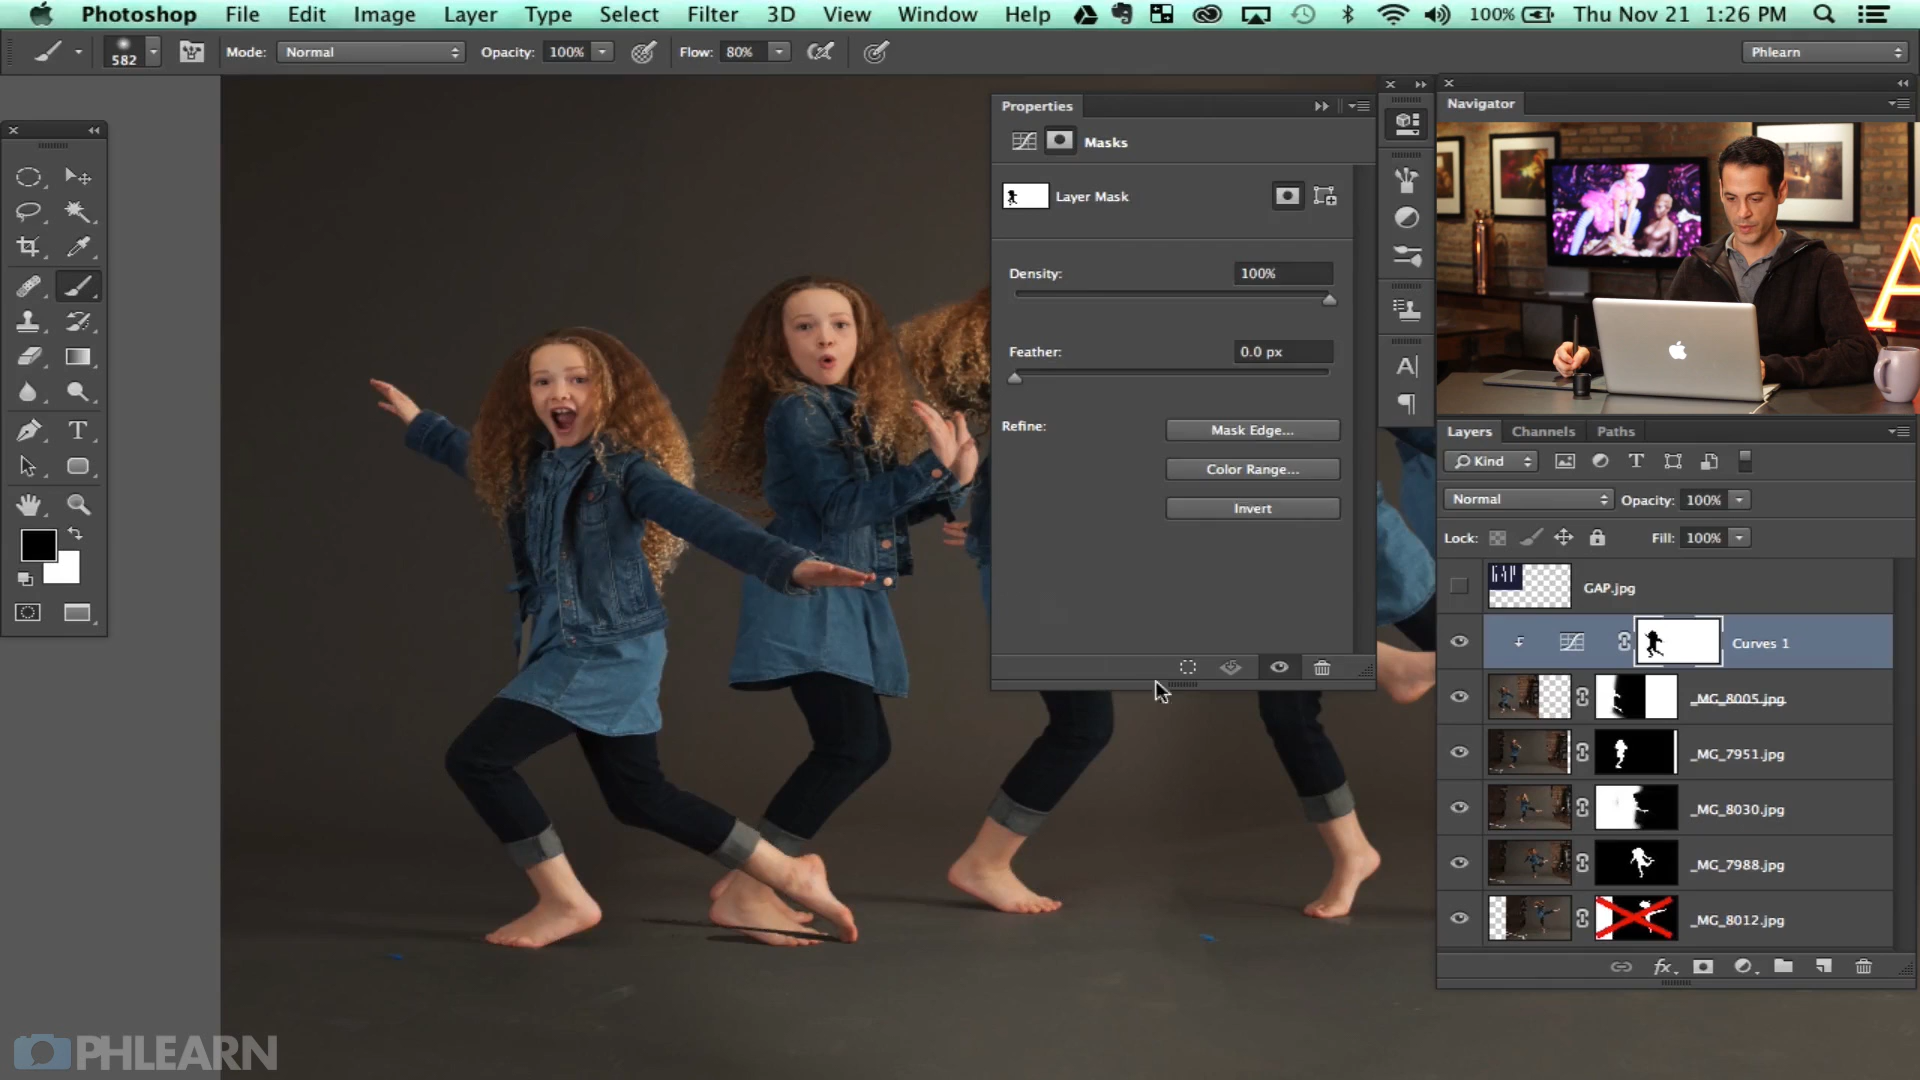 Photoshop File Edit Image Layer Type Select Filter 3D View Window Help 100% Thu Nov 21 1:26 PM
582 Mode: Normal Opacity: 100% Flow: 80% Phlearn
Properties
Masks
Layer Mask
Density: 100%
Feather: 0.0 px
Refine: Mask Edge...
Color Range...
Invert
Navigator
Layers Channels Paths
Kind
Normal Opacity: 100%
Lock: Fill: 100%
GAP GAP.jpg
Curves 1
_MG_8005.jpg
_MG_7951.jpg
_MG_8030.jpg
_MG_7988.jpg
_MG_8012.jpg
PHLEARN